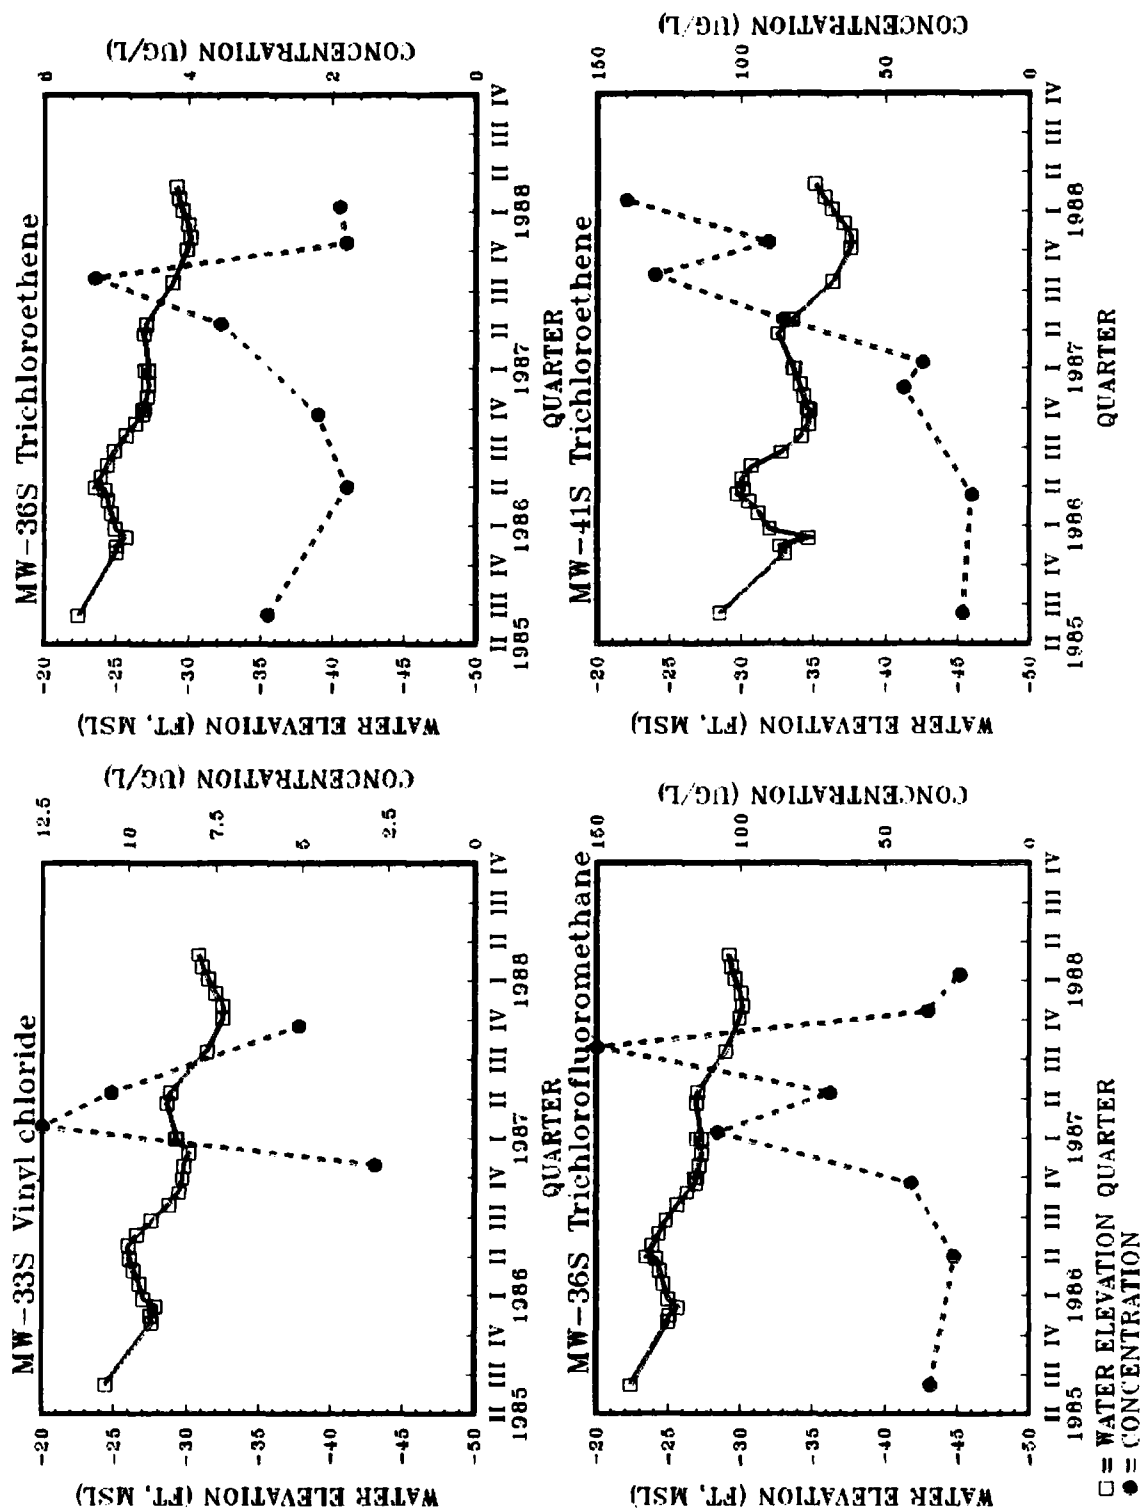 MW-33S Vinyl chloride
WATER ELEVATION (FT, MSL)
-20
-25
-30
-35
-40
-45
-50
CONCENTRATION (UG/L)
12.5
10
7.5
5
2.5
0
II III IV I II III IV I II III IV I II III IV
1985 1986 1987 1988
QUARTER
MW-36S Trichloroethene
WATER ELEVATION (FT, MSL)
-20
-25
-30
-35
-40
-45
-50
CONCENTRATION (UG/L)
6
4
2
0
II III IV I II III IV I II III IV I II III IV
1985 1986 1987 1988
QUARTER
MW-36S Trichlorofluoromethane
WATER ELEVATION (FT, MSL)
-20
-25
-30
-35
-40
-45
-50
CONCENTRATION (UG/L)
150
100
50
0
II III IV I II III IV I II III IV I II III IV
1985 1986 1987 1988
QUARTER
MW-41S Trichloroethene
WATER ELEVATION (FT, MSL)
-20
-25
-30
-35
-40
-45
-50
CONCENTRATION (UG/L)
150
100
50
0
II III IV I II III IV I II III IV I II III IV
1985 1986 1987 1988
QUARTER
□ = WATER ELEVATION
● = CONCENTRATION